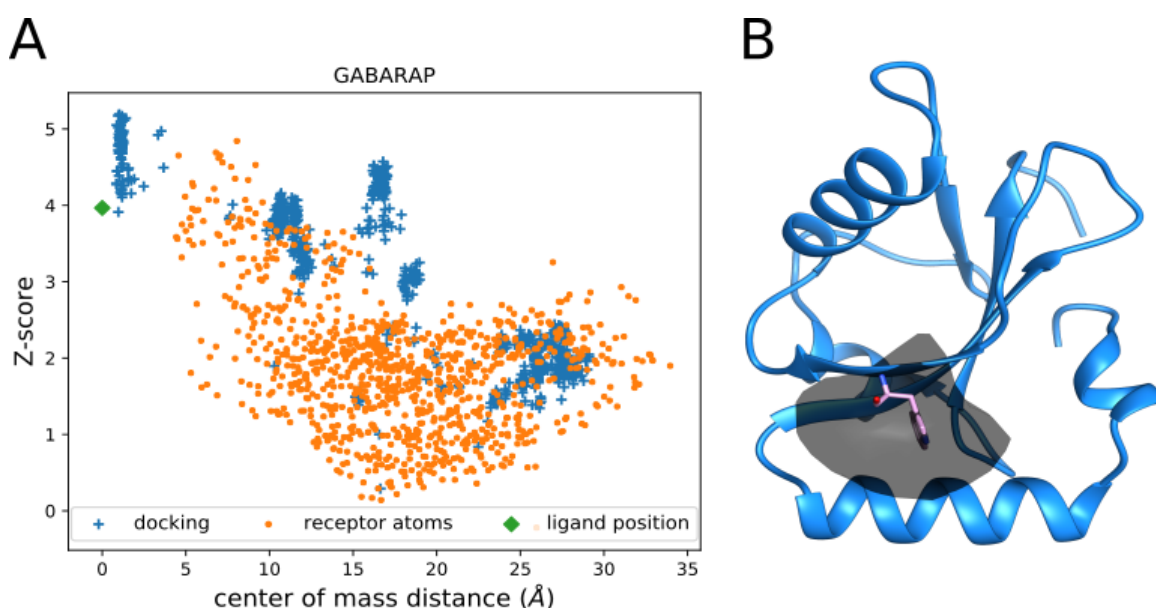 A
B
GABARAP
Z-score
5
4
3
2
1
0
docking
receptor atoms
ligand position
0
5
10
15
20
25
30
35
center of mass distance (Å)